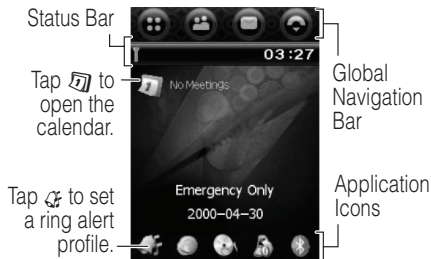 Status Bar
03:27
Tap to
open the
calendar.
No Meetings
Global
Navigation
Bar
Emergency Only
2000-04-30
Tap to set
a ring alert
profile.
Application
Icons